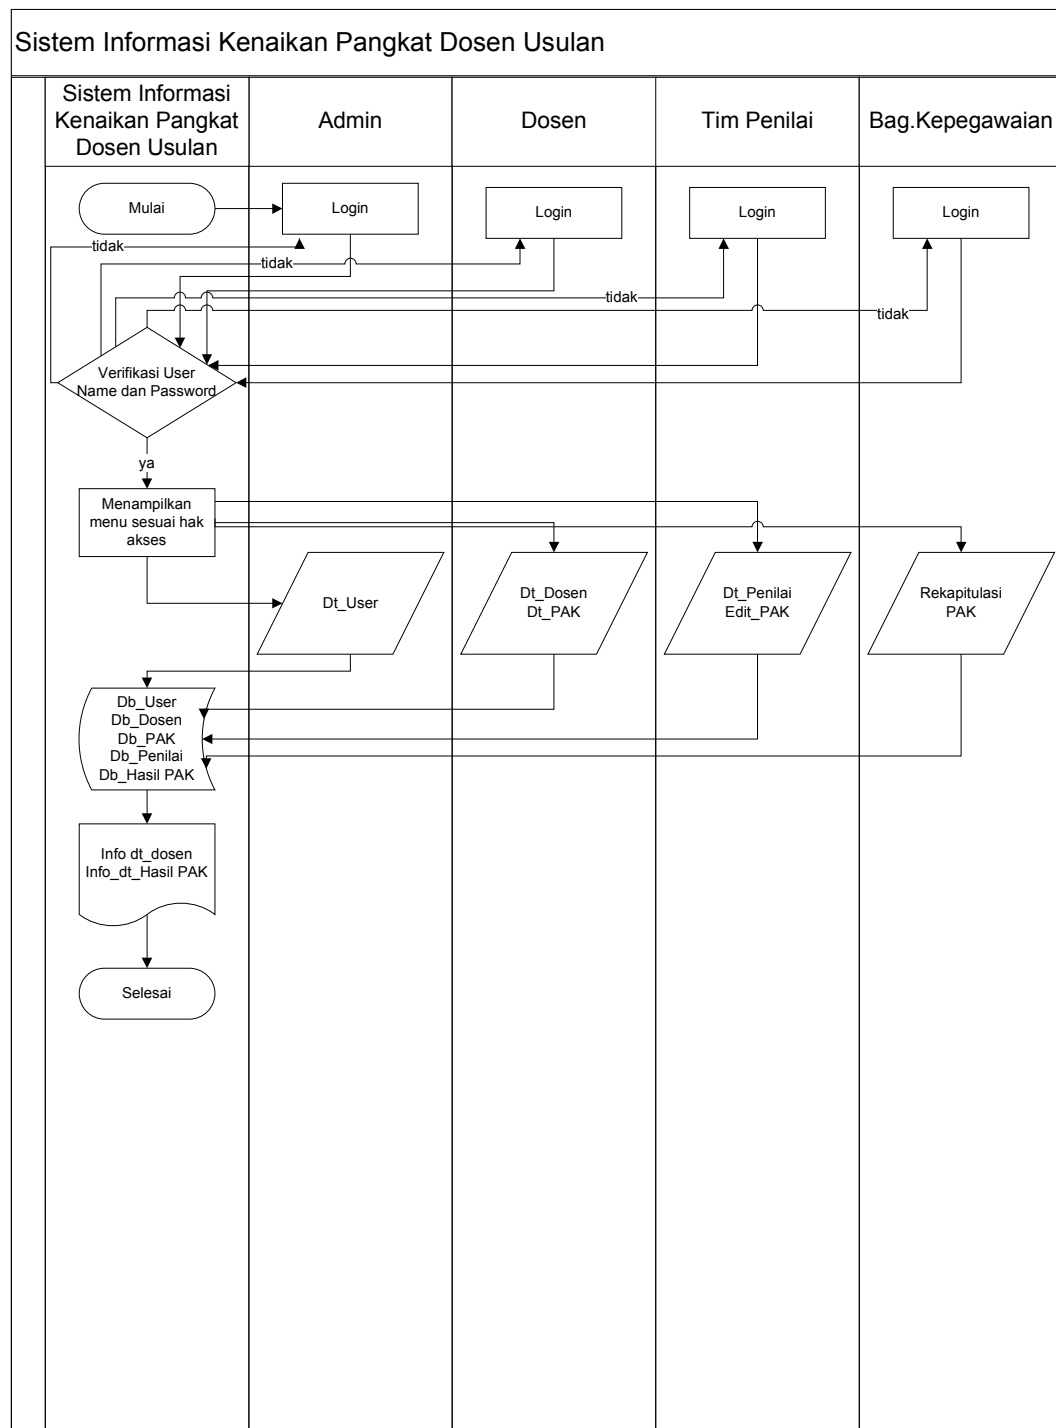 Sistem Informasi Kenaikan Pangkat Dosen Usulan
Sistem Informasi
Kenaikan Pangkat
Dosen Usulan
Admin
Dosen
Tim Penilai
Bag.Kepegawaian
Mulai
Login
Login
Login
Login
tidak
tidak
tidak
tidak
Verifikasi User
Name dan Password
ya
Menampilkan
menu sesuai hak
akses
Dt_User
Dt_Dosen
Dt_PAK
Dt_Penilai
Edit_PAK
Rekapitulasi
PAK
Db_User
Db_Dosen
Db_PAK
Db_Penilai
Db_Hasil PAK
Info dt_dosen
Info_dt_Hasil PAK
Selesai